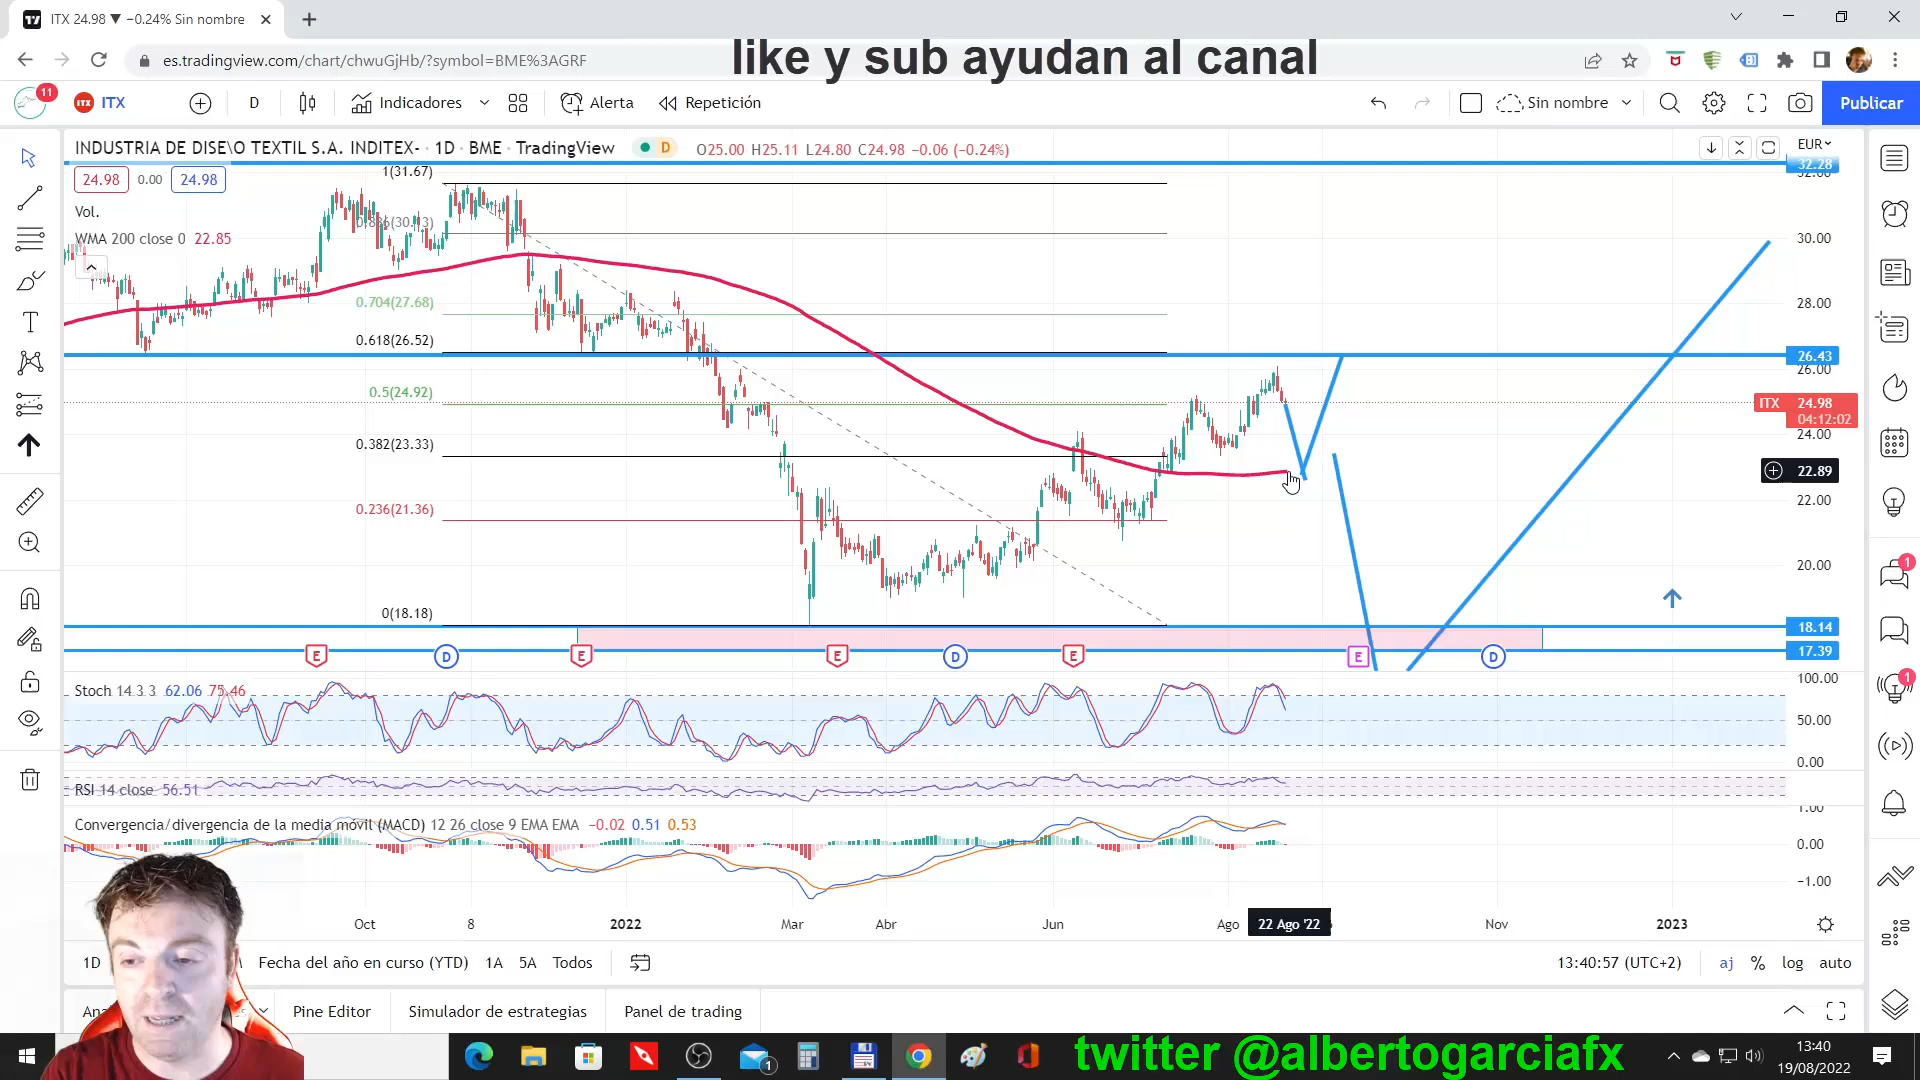 ITX 24.98 ▼ −0.24% Sin nombre
es.tradingview.com/chart/chwuGjHb/?symbol=BME%3AGRF
like y sub ayudan al canal
11
ITX
D
Indicadores
Alerta
Repetición
Sin nombre
Publicar
INDUSTRIA DE DISE\O TEXTIL S.A. INDITEX- · 1D · BME · TradingView
D
O25.00 H25.11 L24.80 C24.98 −0.06 (−0.24%)
EUR
24.98
0.00
24.98
Vol.
WMA 200 close 0 22.85
1(31.67)
0.704(27.68)
0.618(26.52)
0.5(24.92)
0.382(23.33)
0.236(21.36)
0(18.18)
32.28
32.00
30.00
28.00
26.43
26.00
ITX 24.98
04:12:02
24.00
22.89
22.00
20.00
18.14
17.39
E
D
E
E
D
E
E
D
Stoch 14 3 3 62.06 75.46
100.00
50.00
0.00
RSI 14 close 56.51
Convergencia/divergencia de la media móvil (MACD) 12 26 close 9 EMA EMA −0.02 0.51 0.53
1.00
0.00
−1.00
Oct
8
2022
Mar
Abr
Jun
Ago
22 Ago '22
Nov
2023
1D
Fecha del año en curso (YTD)
1A
5A
Todos
13:40:57 (UTC+2)
aj
%
log
auto
Pine Editor
Simulador de estrategias
Panel de trading
1
1
1
twitter @albertogarciafx
13:40
19/08/2022